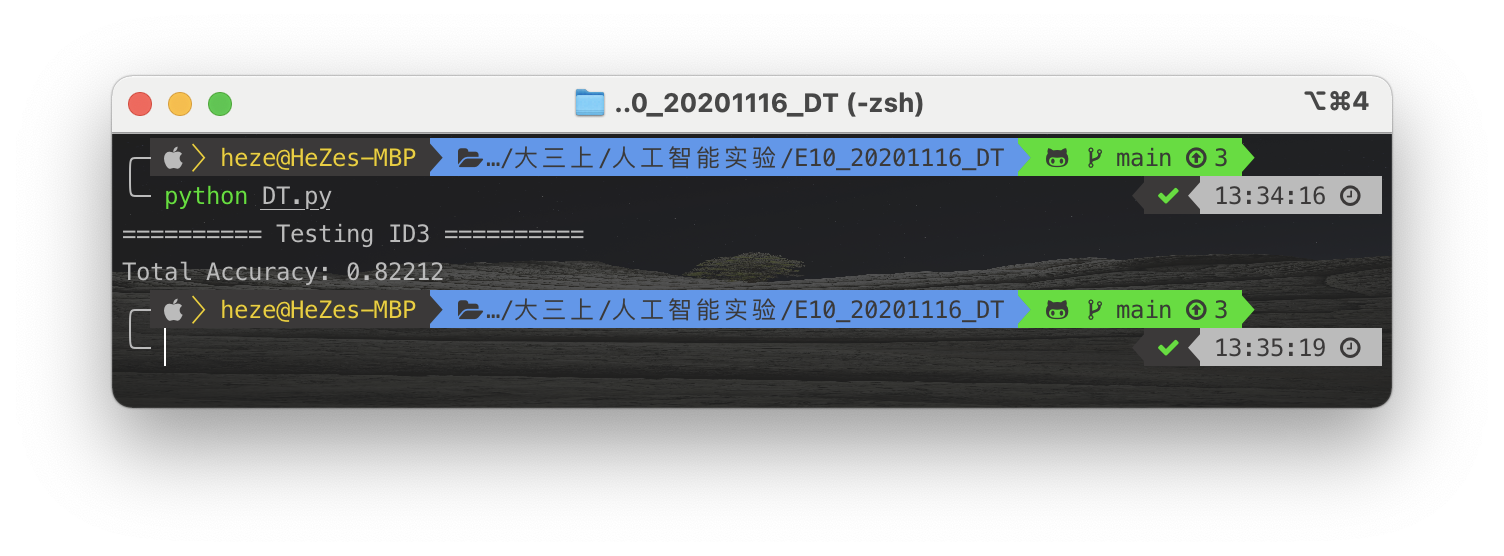 ..0_20201116_DT (-zsh) ⌥⌘4
heze@HeZes-MBP …/大三上/人工智能实验/E10_20201116_DT main 3
python DT.py 13:34:16
========== Testing ID3 ==========
Total Accuracy: 0.82212
heze@HeZes-MBP …/大三上/人工智能实验/E10_20201116_DT main 3
13:35:19